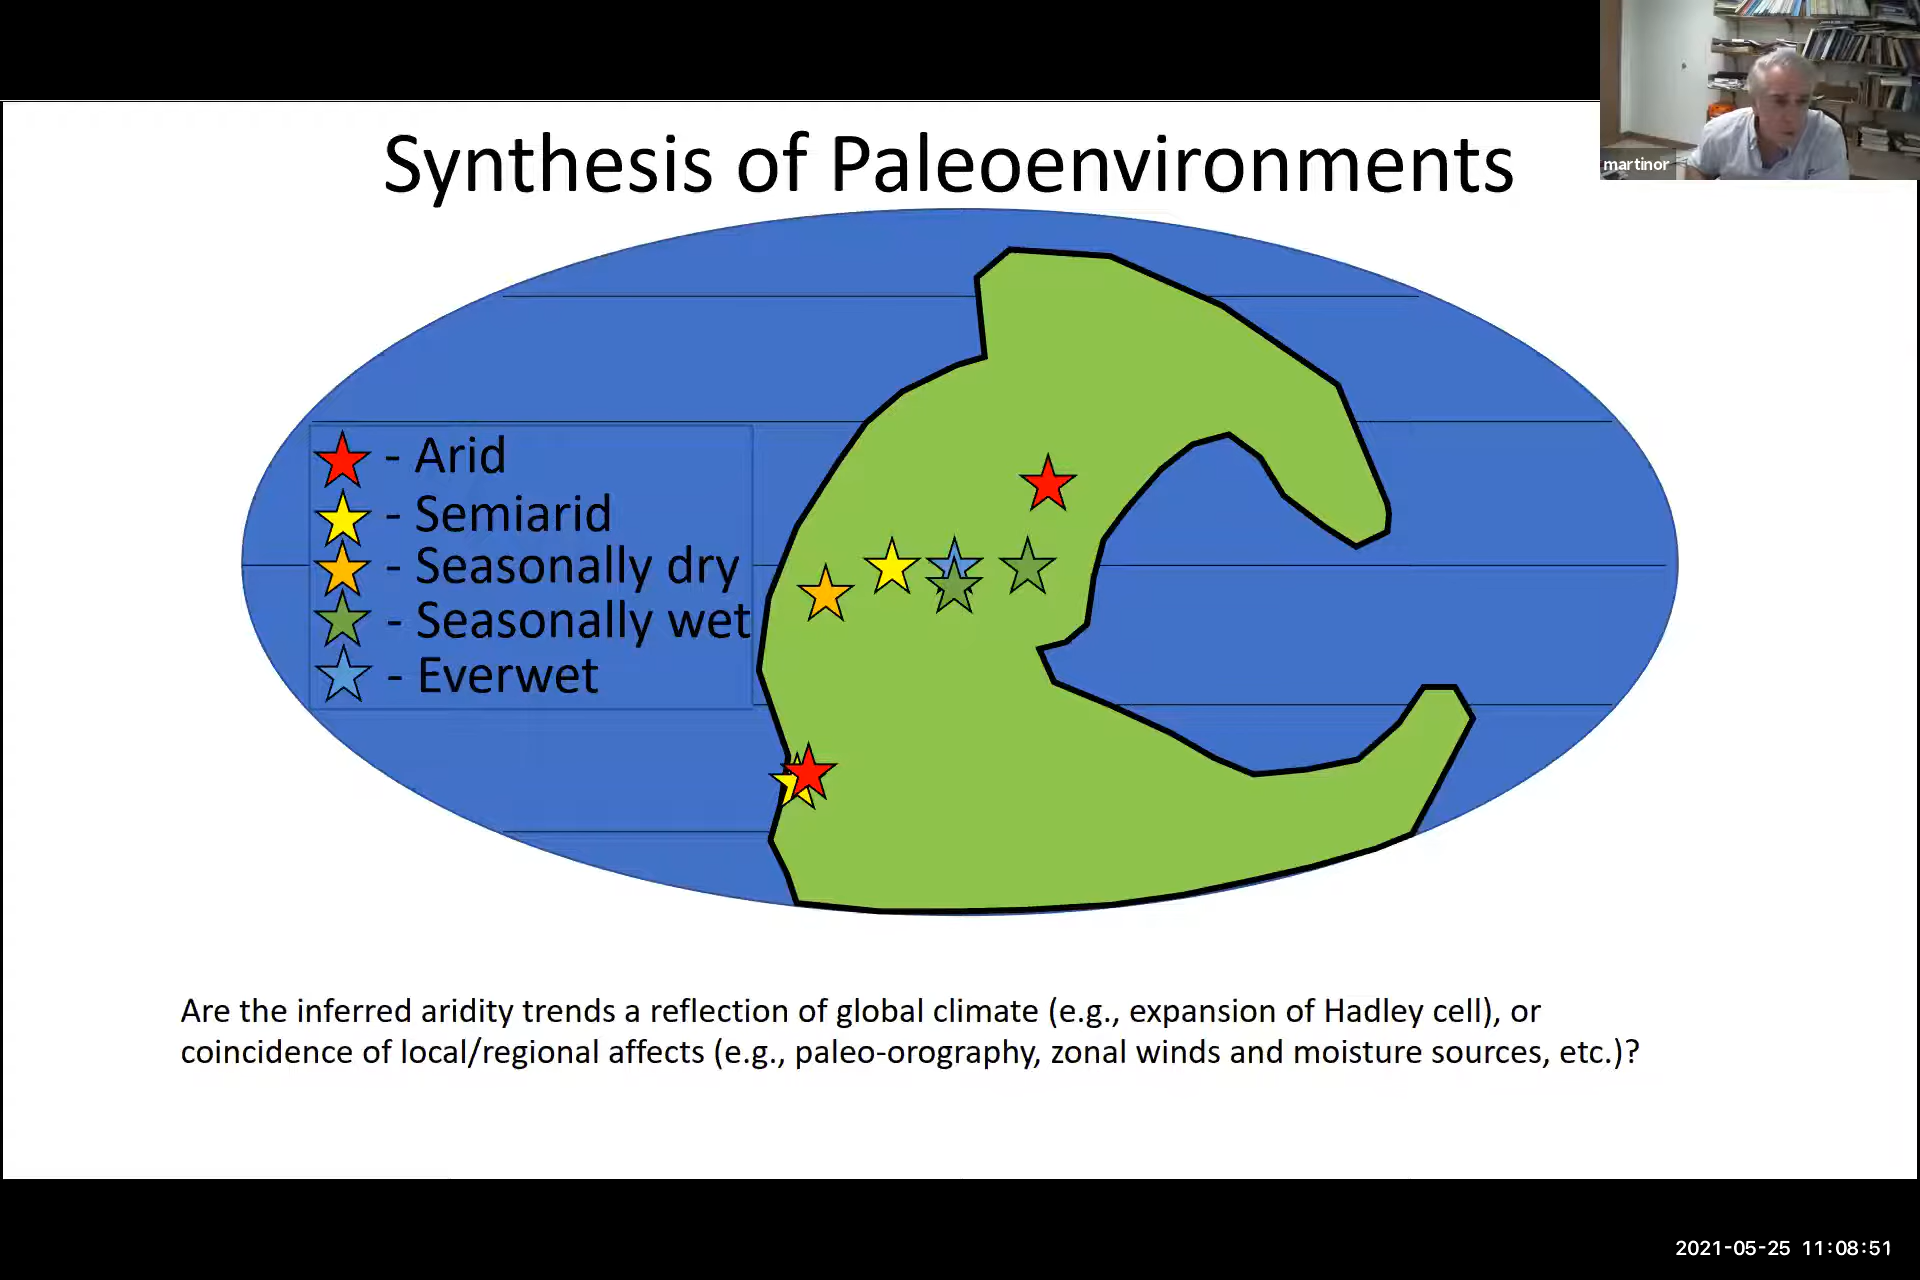 Synthesis of Paleoenvironments
martinor
- Arid
- Semiarid
- Seasonally dry
- Seasonally wet
- Everwet
Are the inferred aridity trends a reflection of global climate (e.g., expansion of Hadley cell), or
coincidence of local/regional affects (e.g., paleo-orography, zonal winds and moisture sources, etc.)?
2021-05-25 11:08:51